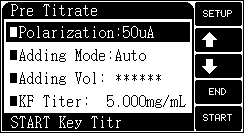 Pre Titrate
■Polarization:50uA
■Adding Mode:Auto
■Adding Vol: ******
■KF Titer: 5.000mg/mL
START Key Titr
SETUP
END
START